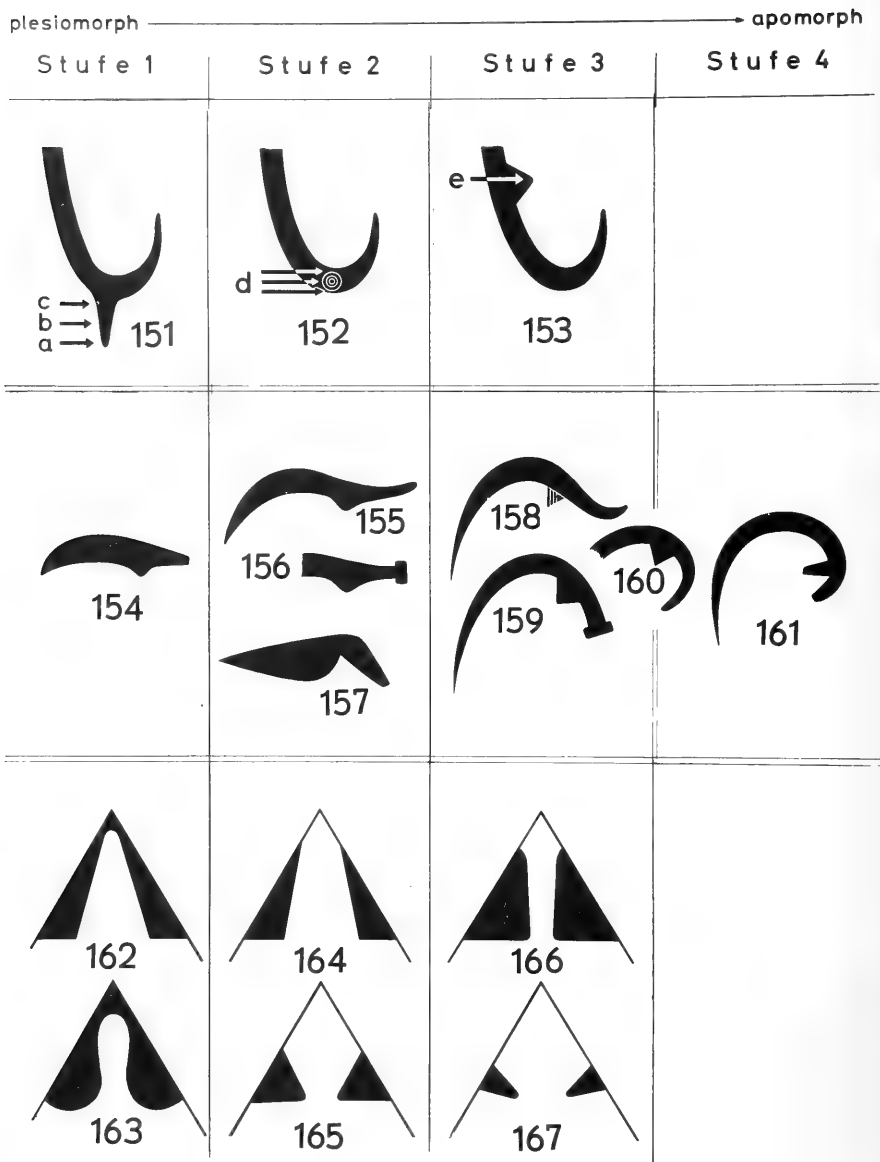 plesiomorph apomorph
Stufe 1 Stufe 2 Stufe 3 Stufe 4
e
d
c
b
a
151 152 153
155 158
156 160
154 159 161
157
162 164 166
163 165 167